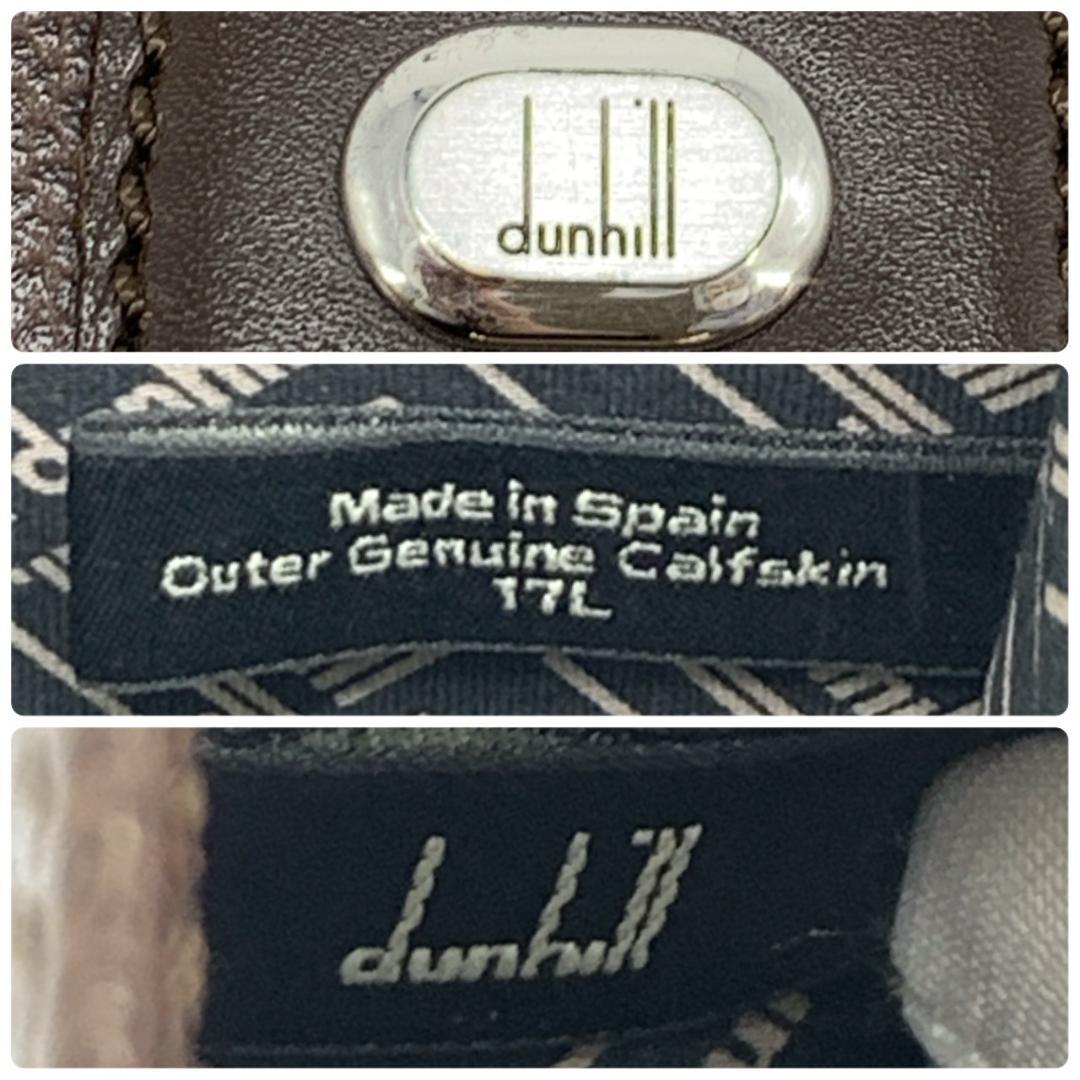 dunhill
Made in Spain
Outer Genuine Calfskin
17L
dunhill